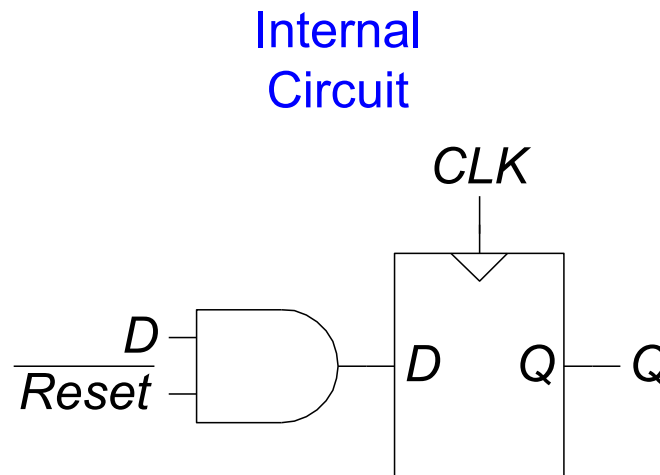 Internal
Circuit
CLK
D
Reset
D
Q
Q